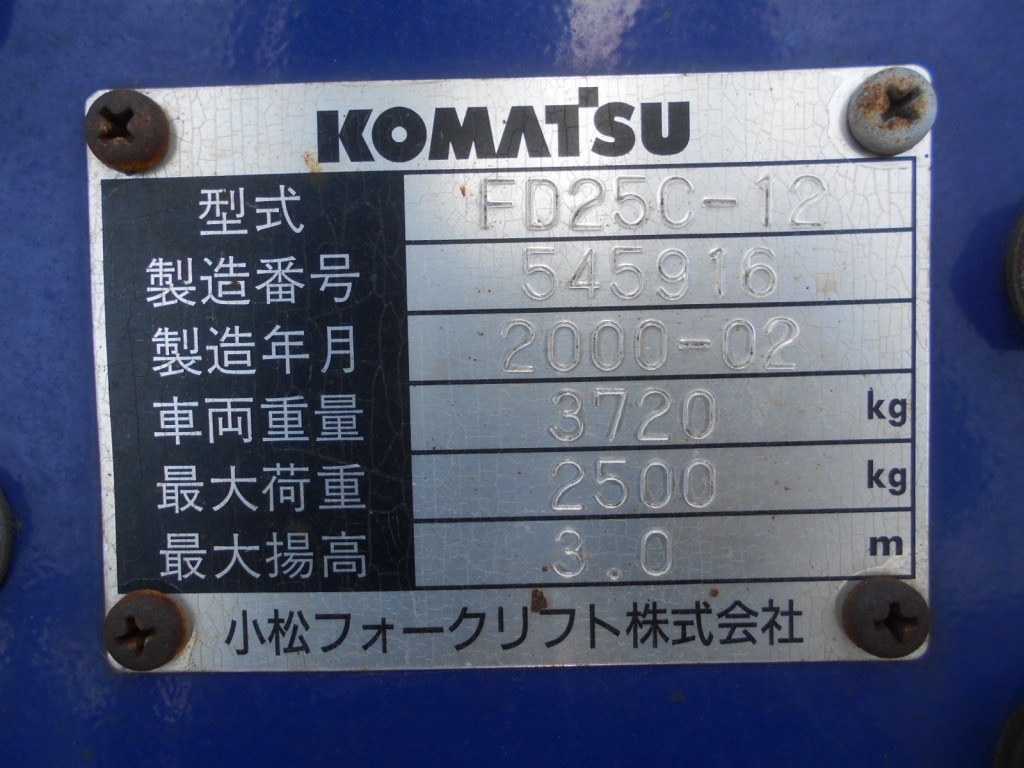 KOMATSU
型式 FD25C-12
製造番号 545916
製造年月 2000-02
車両重量 3720 kg
最大荷重 2500 kg
最大揚高 3.0 m
小松フォークリフト株式会社